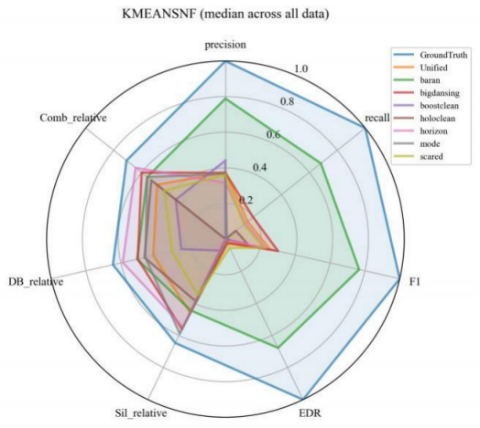 KMEANSNF (median across all data)
precision
GroundTruth
Unified
baran
bigdansing
boostclean
holoclean
horizon
mode
scared
1.0
0.8
0.6
0.4
0.2
recall
Comb_relative
DB_relative
F1
Sil_relative
EDR